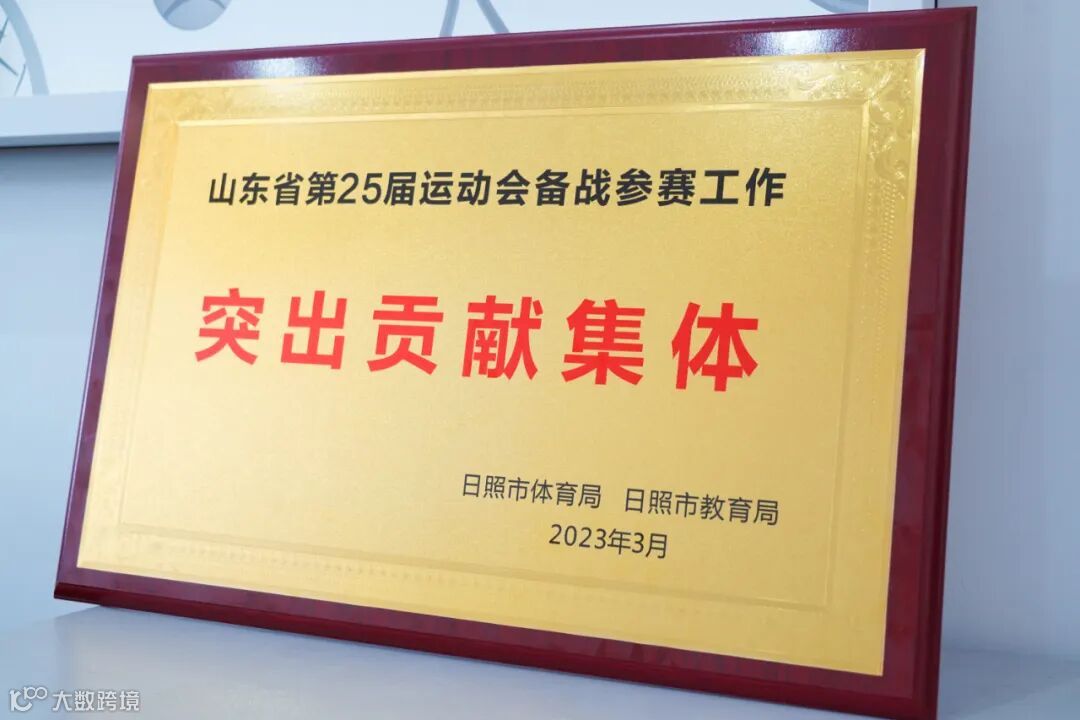 山东省第25届运动会备战参赛工作
突出贡献集体
日照市体育局 日照市教育局
2023年3月
大数跨境